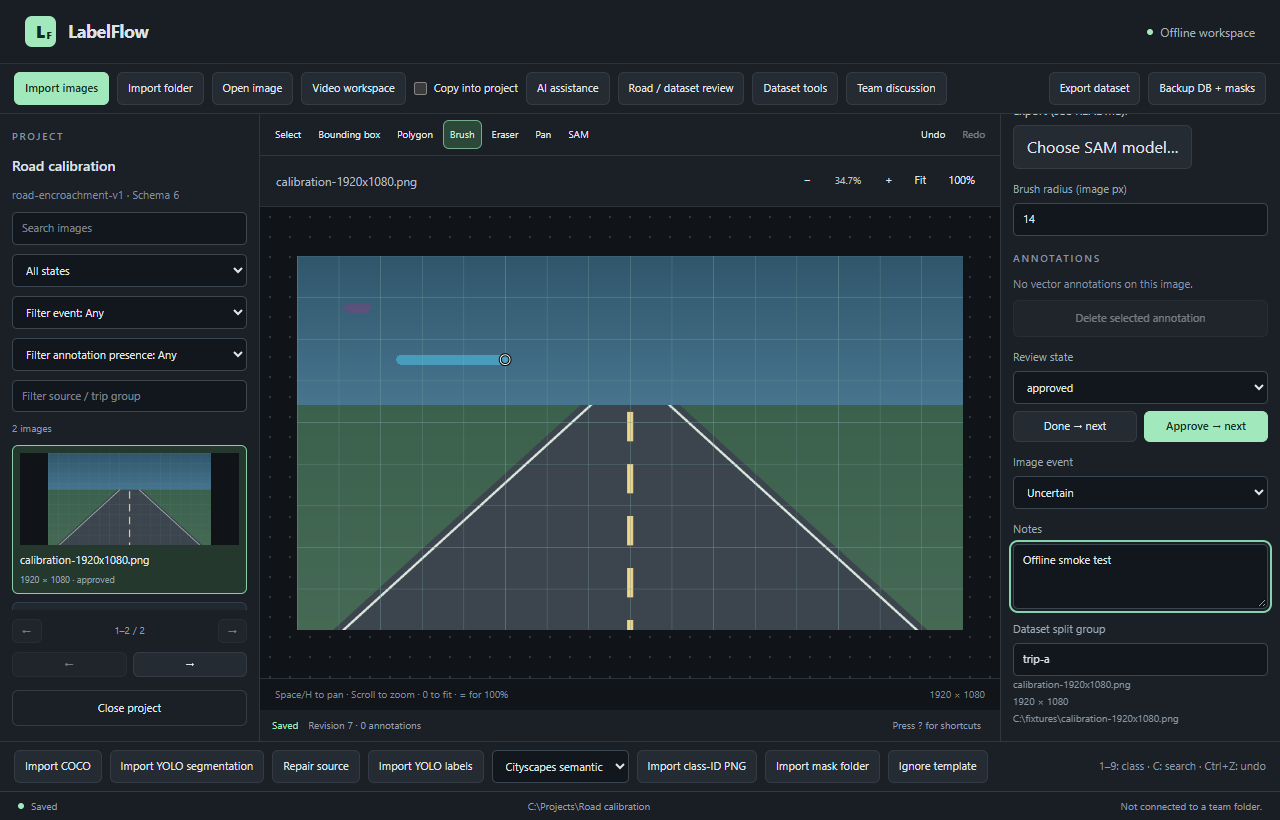 LF LabelFlow
Offline workspace
Import images
Import folder
Open image
Video workspace
Copy into project
AI assistance
Road / dataset review
Dataset tools
Team discussion
Export dataset
Backup DB + masks
PROJECT
Road calibration
road-encroachment-v1 · Schema 6
Search images
All states
Filter event: Any
Filter annotation presence: Any
Filter source / trip group
2 images
calibration-1920x1080.png
1920 × 1080 · approved
←
1–2 / 2
→
←
→
Close project
Select
Bounding box
Polygon
Brush
Eraser
Pan
SAM
Undo
Redo
calibration-1920x1080.png
−
34.7%
+
Fit
100%
Space/H to pan · Scroll to zoom · 0 to fit · = for 100%
1920 × 1080
Saved
Revision 7 · 0 annotations
Press ? for shortcuts
Choose SAM model...
Brush radius (image px)
14
ANNOTATIONS
No vector annotations on this image.
Delete selected annotation
Review state
approved
Done → next
Approve → next
Image event
Uncertain
Notes
Offline smoke test
Dataset split group
trip-a
calibration-1920x1080.png
1920 × 1080
C:\fixtures\calibration-1920x1080.png
Import COCO
Import YOLO segmentation
Repair source
Import YOLO labels
Cityscapes semantic
Import class-ID PNG
Import mask folder
Ignore template
1–9: class · C: search · Ctrl+Z: undo
Saved
C:\Projects\Road calibration
Not connected to a team folder.